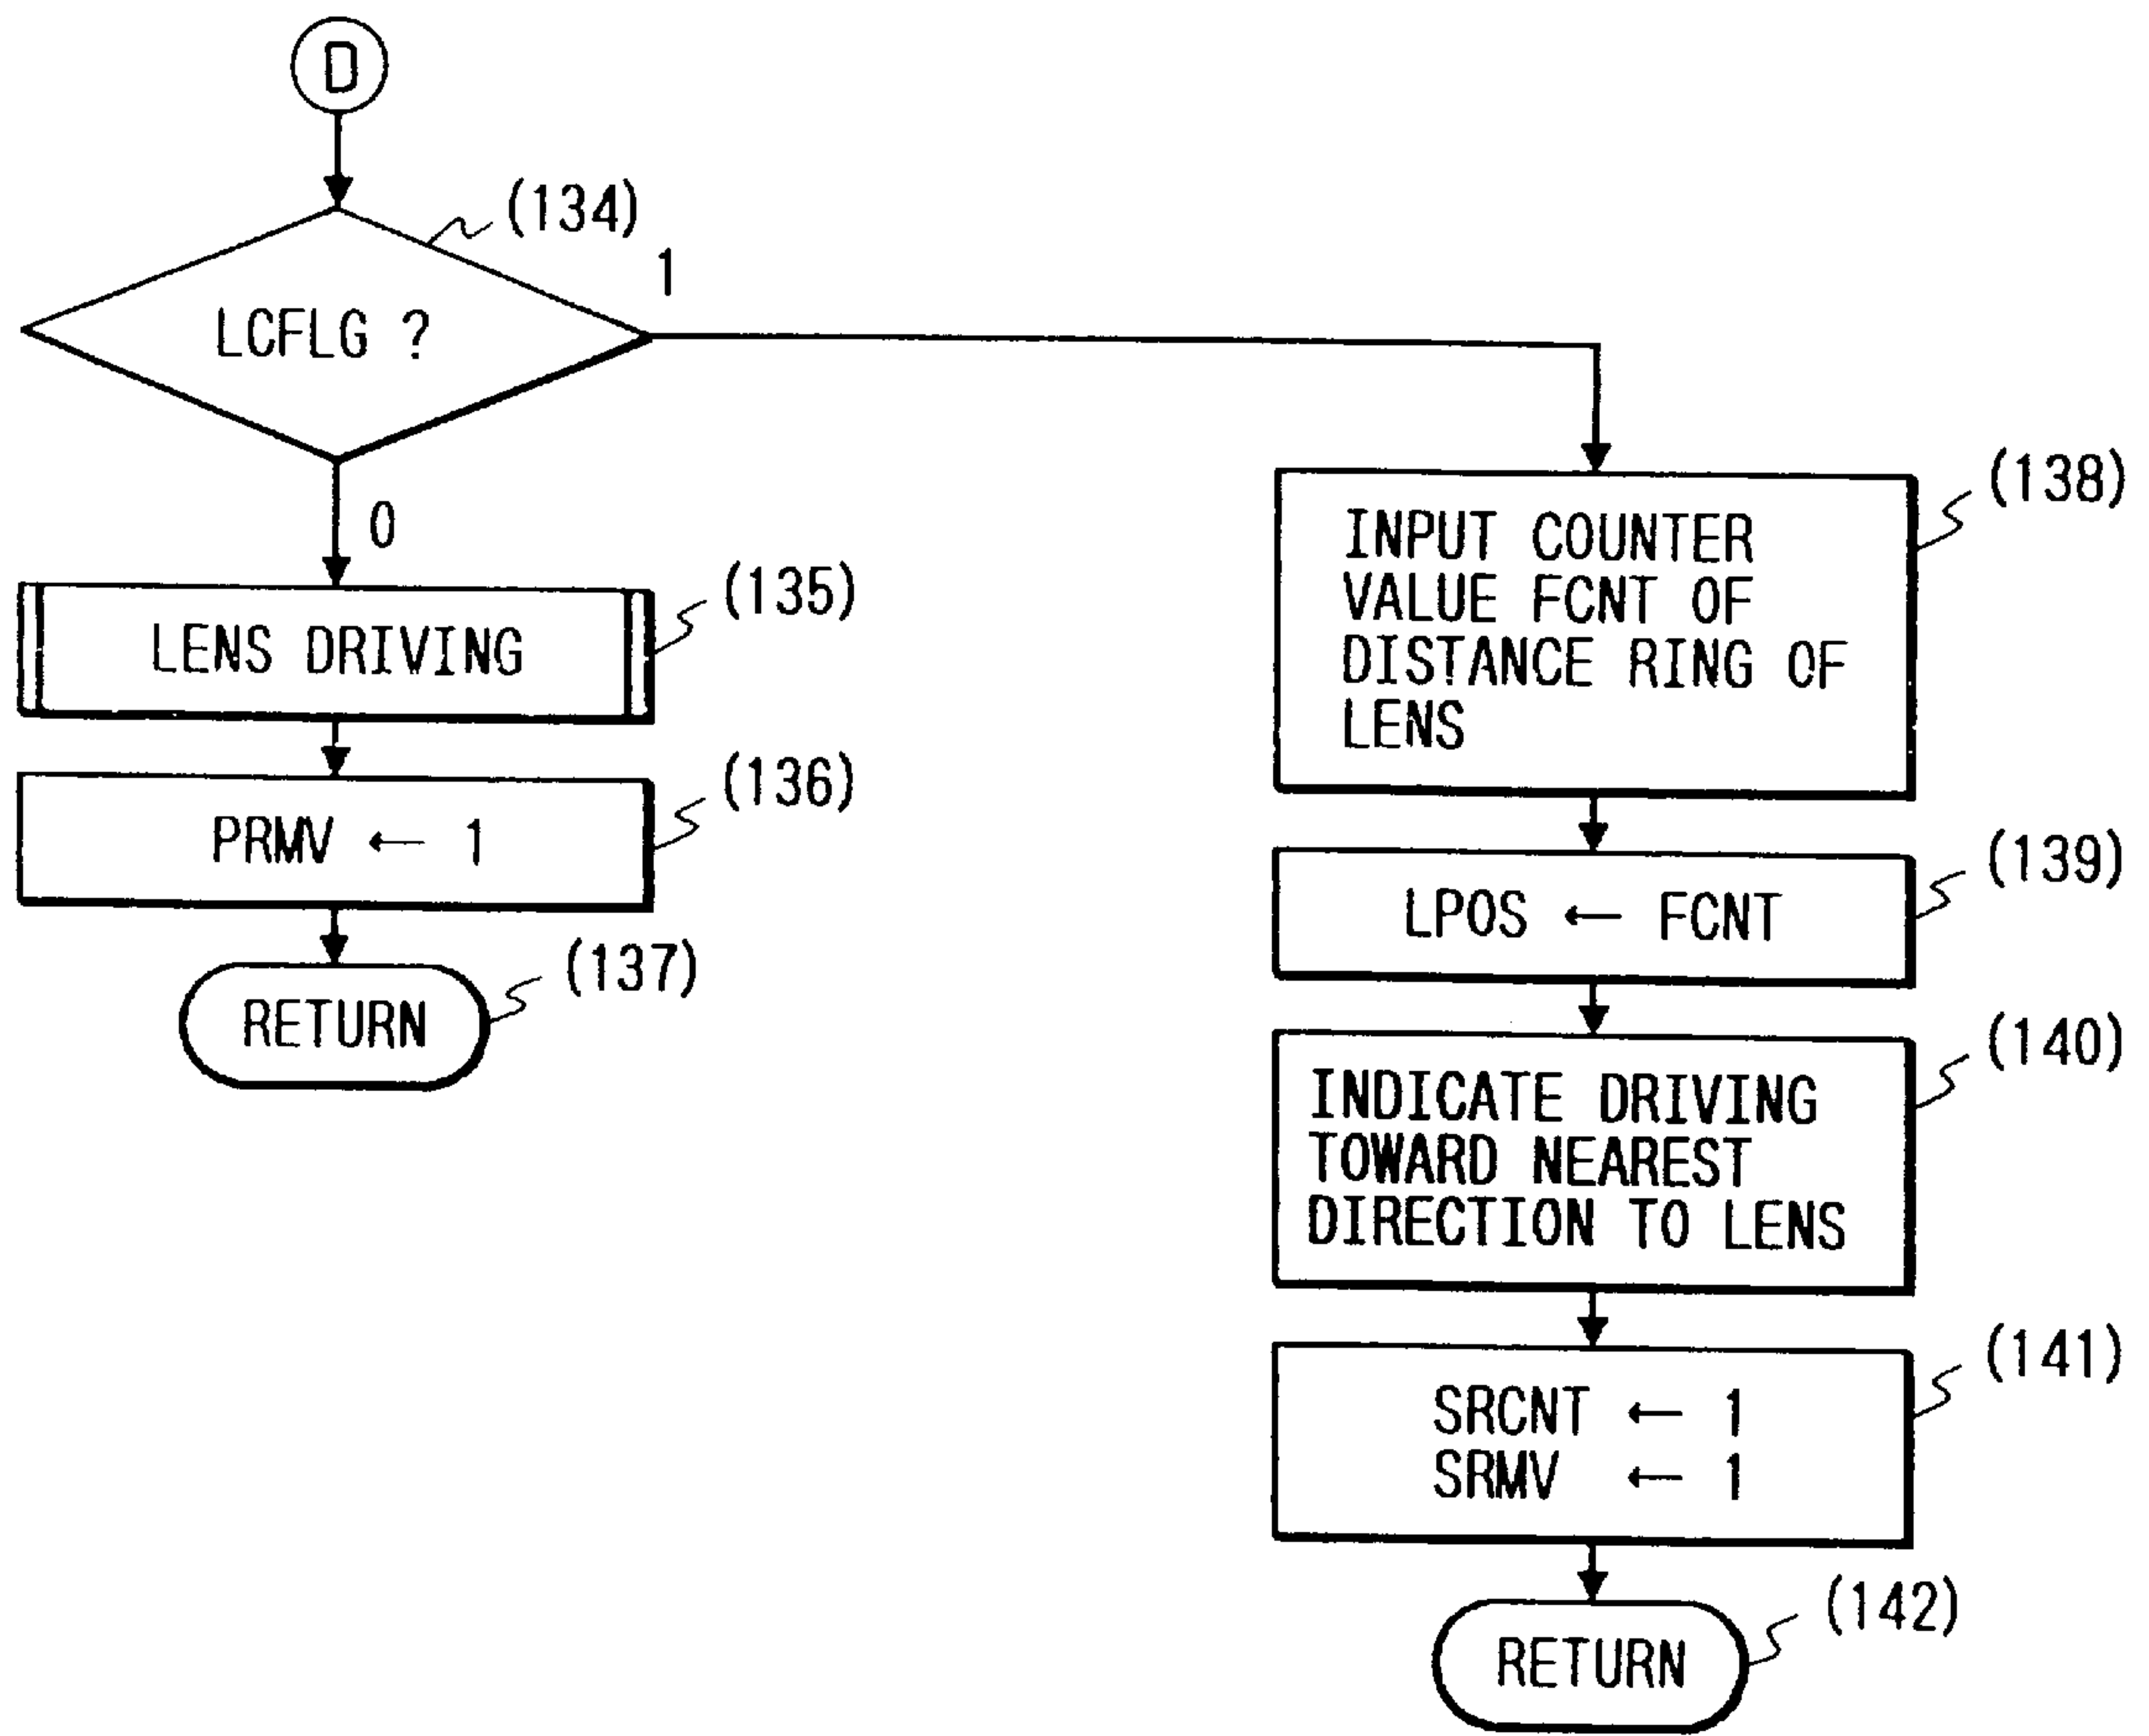 D
(134)
1
LCFLG ?
0
(135)
LENS DRIVING
(136)
PRMV ← 1
(137)
RETURN
(138)
INPUT COUNTER
VALUE FCNT OF
DISTANCE RING OF
LENS
(139)
LPOS ← FCNT
(140)
INDICATE DRIVING
TOWARD NEAREST
DIRECTION TO LENS
(141)
SRCNT ← 1
SRMV ← 1
(142)
RETURN